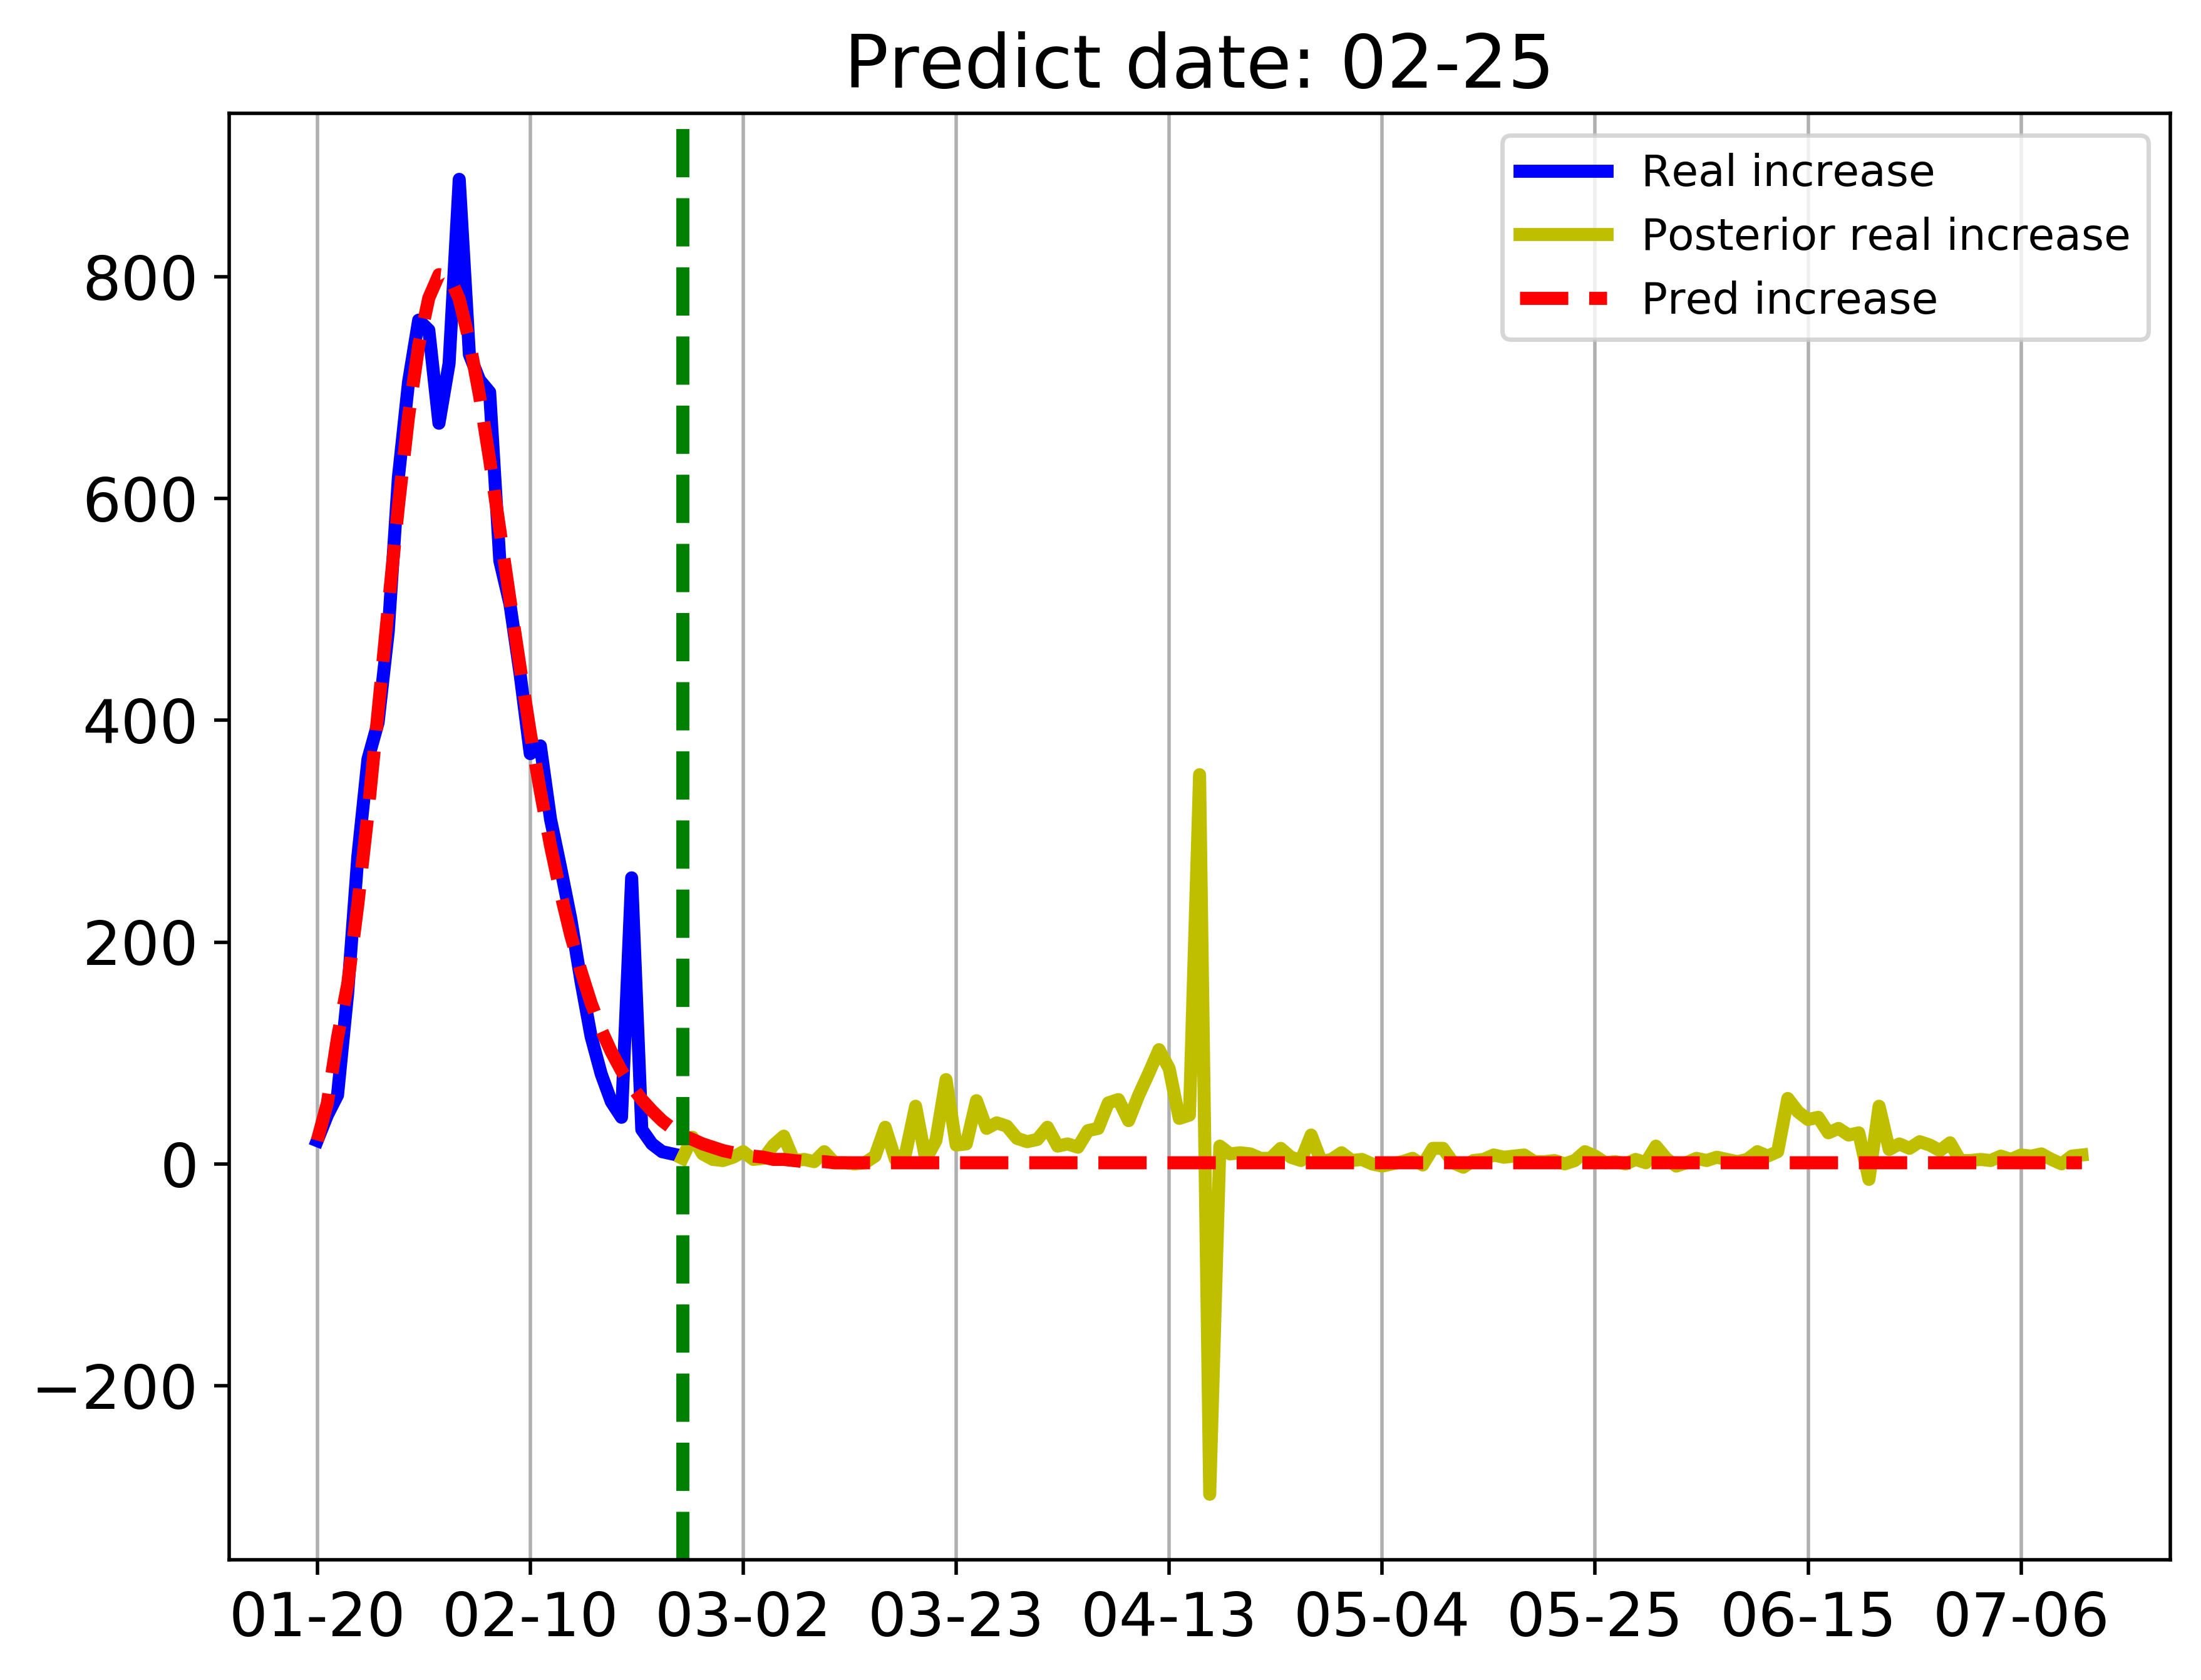 Predict date: 02-25
Real increase
Posterior real increase
Pred increase
800
600
400
200
0
−200
01-20 02-10 03-02 03-23 04-13 05-04 05-25 06-15 07-06